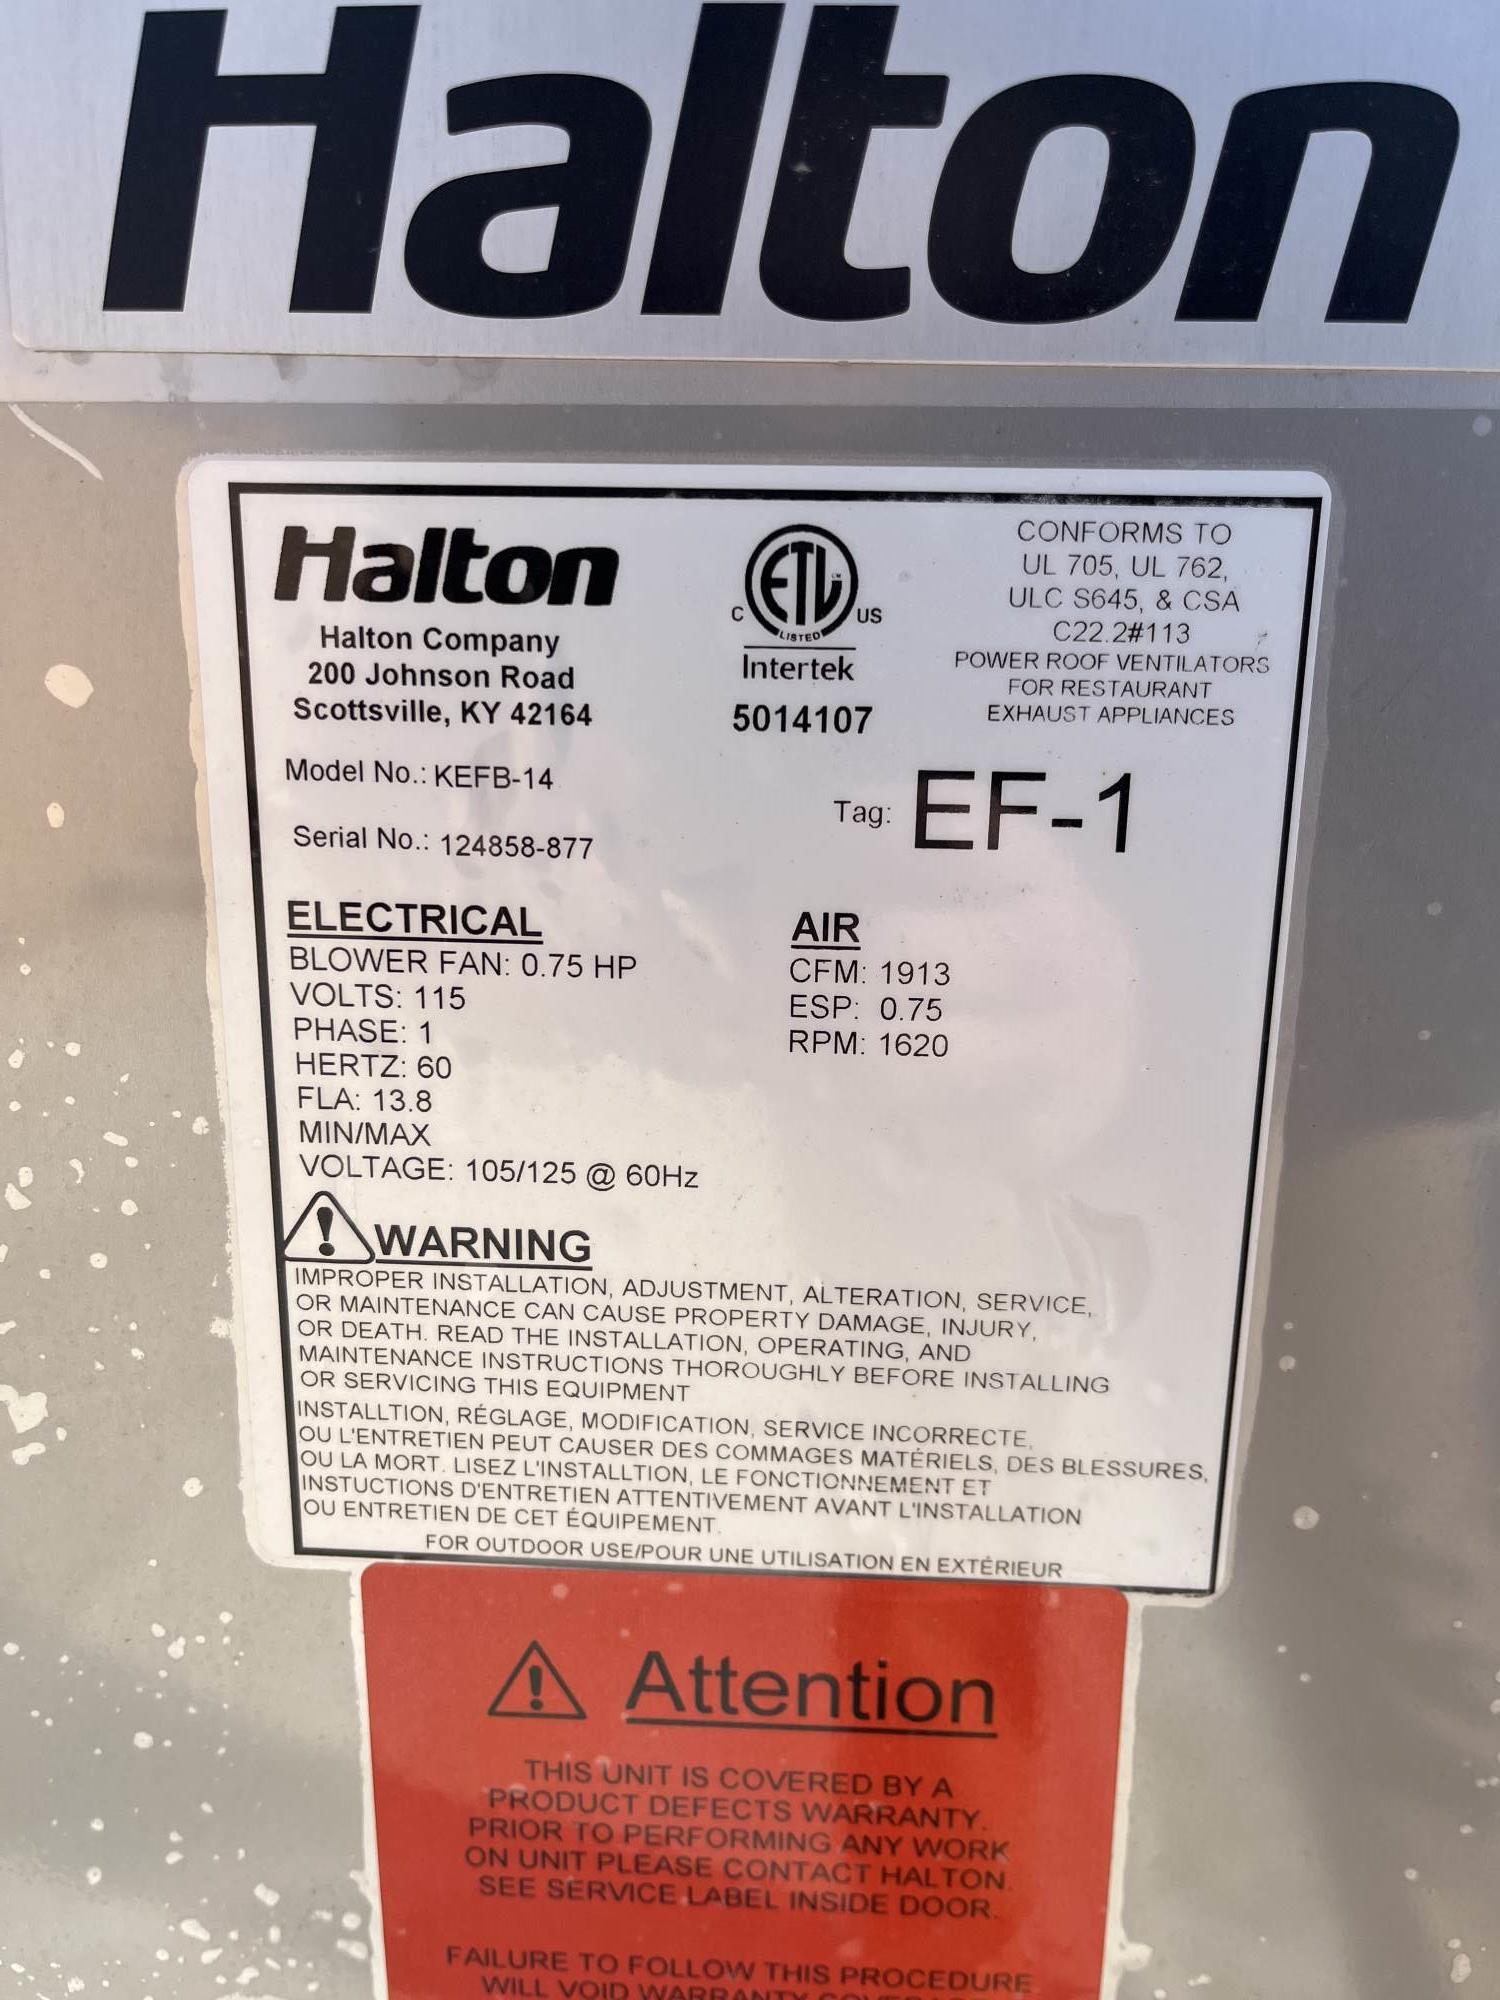 Halton
Halton
Halton Company
200 Johnson Road
Scottsville, KY 42164
C ETL US
LISTED
Intertek
5014107
CONFORMS TO
UL 705, UL 762,
ULC S645, & CSA
C22.2#113
POWER ROOF VENTILATORS
FOR RESTAURANT
EXHAUST APPLIANCES
Model No.: KEFB-14
Serial No.: 124858-877
Tag: EF-1
ELECTRICAL
BLOWER FAN: 0.75 HP
VOLTS: 115
PHASE: 1
HERTZ: 60
FLA: 13.8
MIN/MAX
VOLTAGE: 105/125 @ 60Hz
AIR
CFM: 1913
ESP: 0.75
RPM: 1620
WARNING
IMPROPER INSTALLATION, ADJUSTMENT, ALTERATION, SERVICE,
OR MAINTENANCE CAN CAUSE PROPERTY DAMAGE, INJURY,
OR DEATH. READ THE INSTALLATION, OPERATING, AND
MAINTENANCE INSTRUCTIONS THOROUGHLY BEFORE INSTALLING
OR SERVICING THIS EQUIPMENT
INSTALLTION, RÉGLAGE, MODIFICATION, SERVICE INCORRECTE,
OU L'ENTRETIEN PEUT CAUSER DES COMMAGES MATÉRIELS, DES BLESSURES,
OU LA MORT. LISEZ L'INSTALLTION, LE FONCTIONNEMENT ET
INSTUCTIONS D'ENTRETIEN ATTENTIVEMENT AVANT L'INSTALLATION
OU ENTRETIEN DE CET ÉQUIPEMENT.
FOR OUTDOOR USE/POUR UNE UTILISATION EN EXTÉRIEUR
Attention
THIS UNIT IS COVERED BY A
PRODUCT DEFECTS WARRANTY.
PRIOR TO PERFORMING ANY WORK
ON UNIT PLEASE CONTACT HALTON.
SEE SERVICE LABEL INSIDE DOOR.
FAILURE TO FOLLOW THIS PROCEDURE
WILL VOID WARRANTY